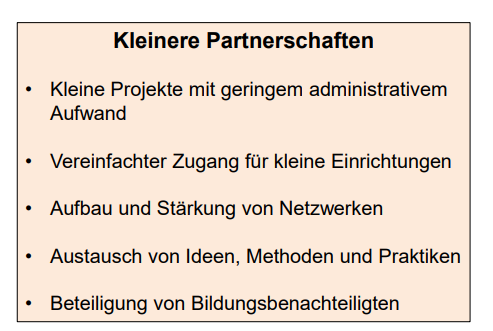 Kleinere Partnerschaften
• Kleine Projekte mit geringem administrativem
Aufwand
• Vereinfachter Zugang für kleine Einrichtungen
• Aufbau und Stärkung von Netzwerken
• Austausch von Ideen, Methoden und Praktiken
• Beteiligung von Bildungsbenachteiligten